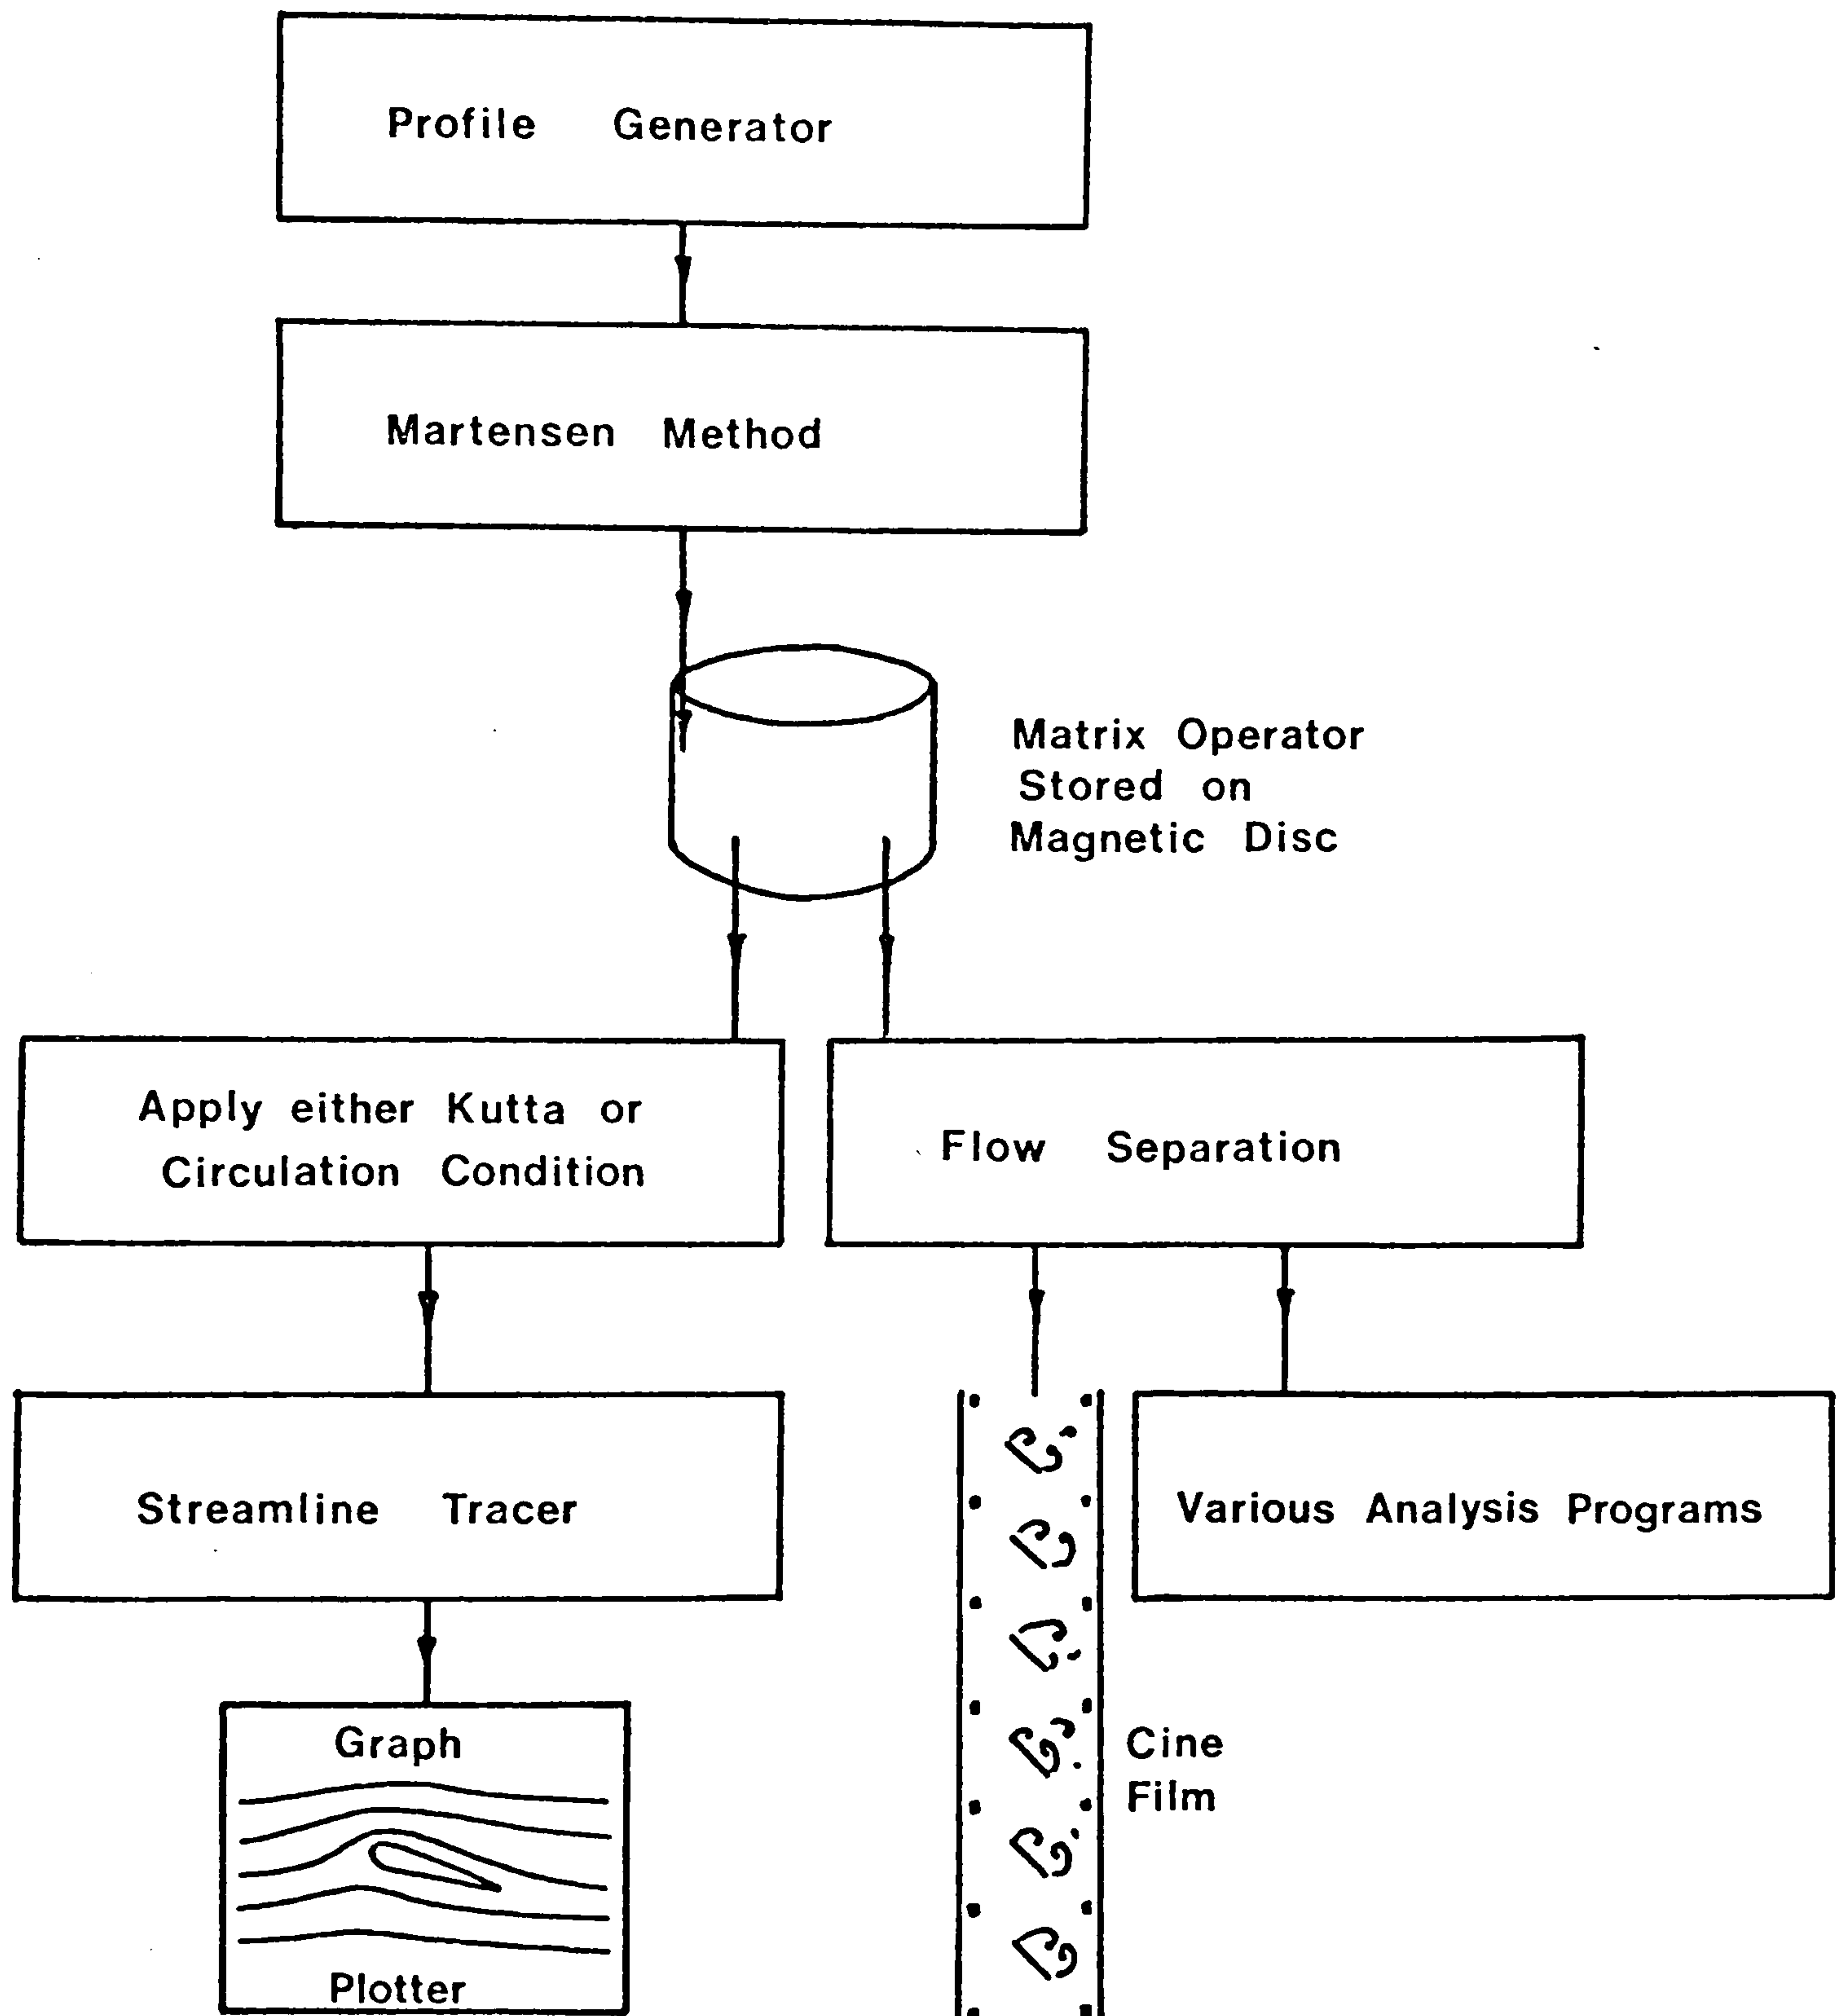 Profile Generator
Martensen Method
Matrix Operator
Stored on
Magnetic Disc
Apply either Kutta or
Circulation Condition
Flow Separation
Streamline Tracer
Various Analysis Programs
Graph
Plotter
Cine
Film